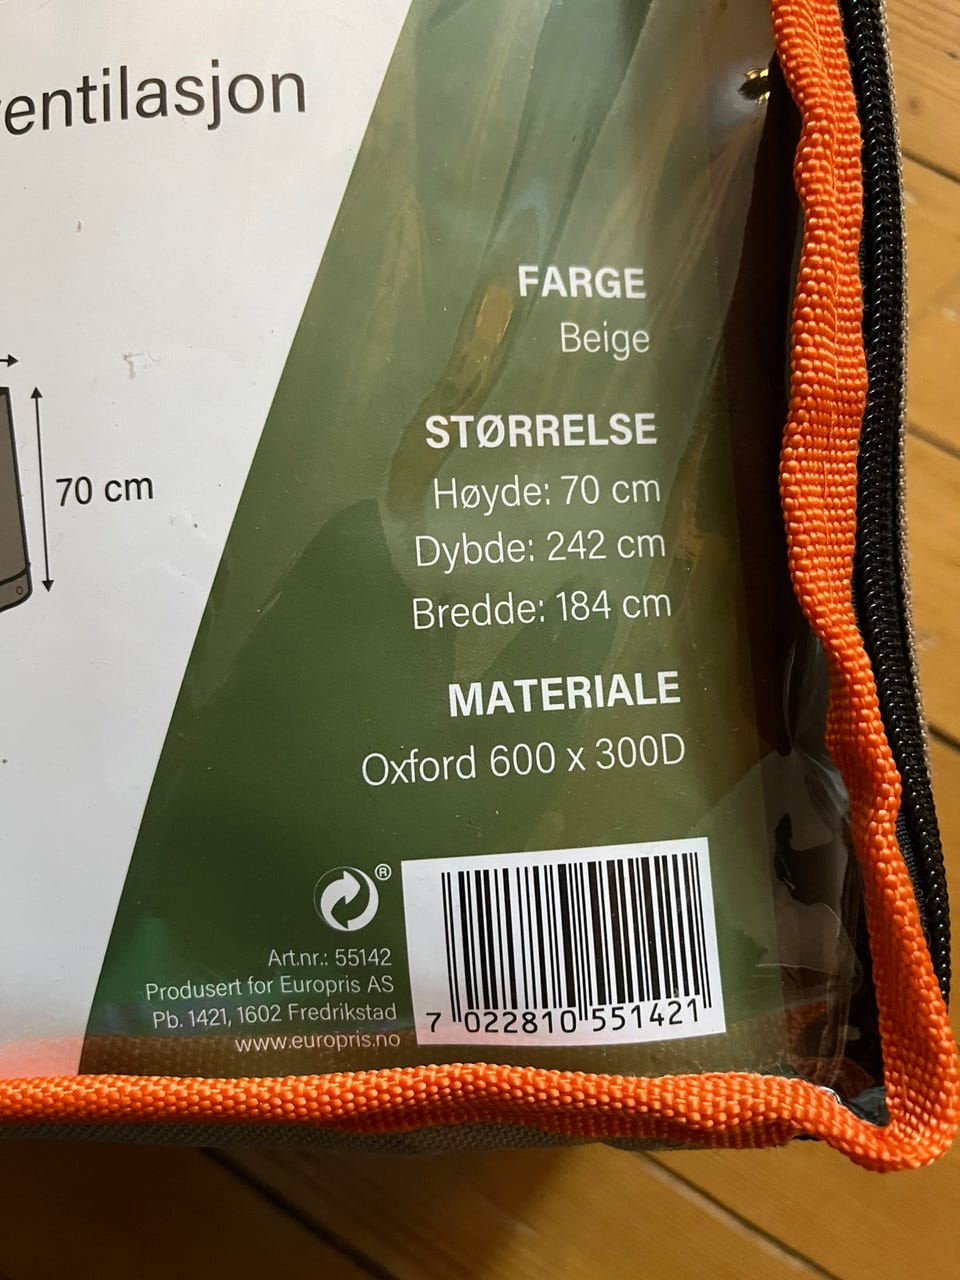 ventilasjon
70 cm
FARGE
Beige
STØRRELSE
Høyde: 70 cm
Dybde: 242 cm
Bredde: 184 cm
MATERIALE
Oxford 600 x 300D
®
Art.nr.: 55142
Produsert for Europris AS
Pb. 1421, 1602 Fredrikstad
www.europris.no
7 022810 551421